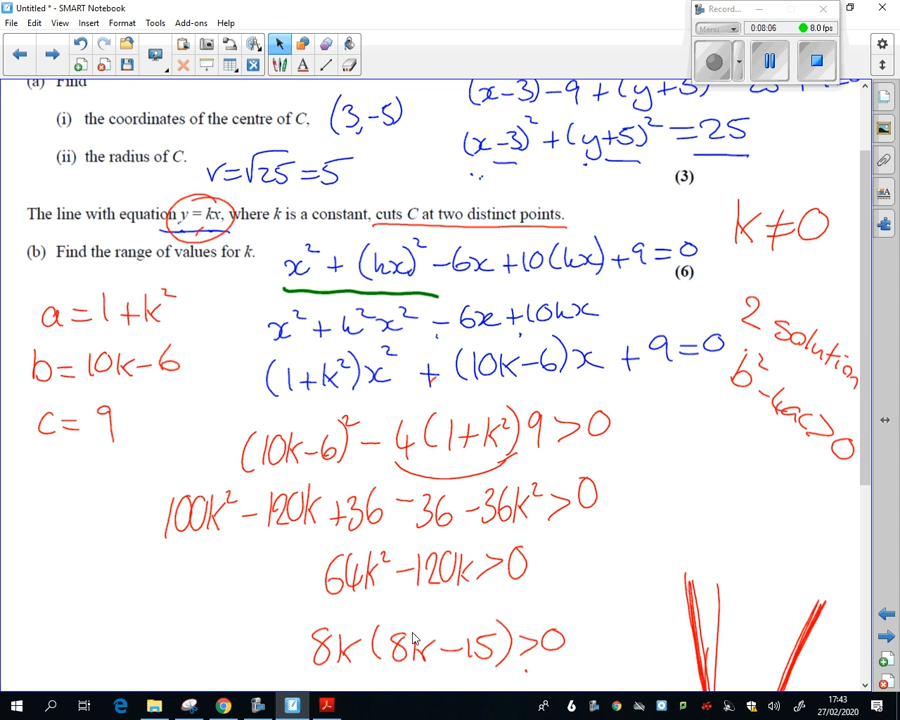 Untitled * - SMART Notebook
Record...
File Edit View Insert Format Tools Add-ons Help
Menu
0:08:06
8.0 fps
(a) Find
(x-3) - 9 + (y+5)
(i) the coordinates of the centre of C, (3,-5)
(x-3)² + (y+5)² = 25
(ii) the radius of C.
r = √25 = 5
(3)
The line with equation y = kx, where k is a constant, cuts C at two distinct points.
k ≠ 0
(b) Find the range of values for k.
x² + (kx)² - 6x + 10(kx) + 9 = 0
(6)
a = 1 + k²
x² + k²x² - 6x + 10kx
2 solution
b = 10k - 6
(1+k²)x² + (10k-6)x + 9 = 0
b² - 4ac > 0
c = 9
(10k-6)² - 4(1+k²)9 > 0
100k² - 120k + 36 - 36 - 36k² > 0
64k² - 120k > 0
8k(8k-15) > 0
17:43
27/02/2020